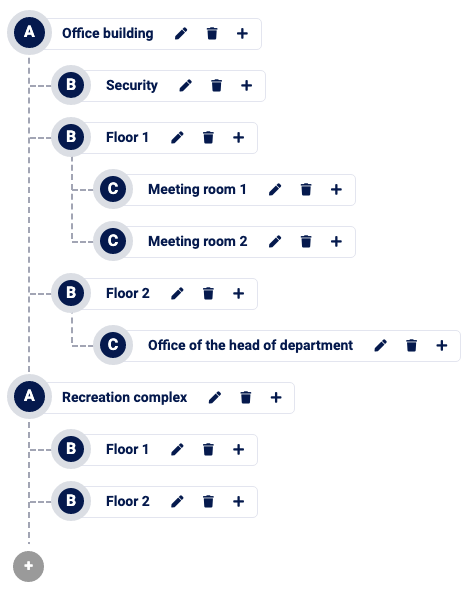 A Office building
B Security
B Floor 1
C Meeting room 1
C Meeting room 2
B Floor 2
C Office of the head of department
A Recreation complex
B Floor 1
B Floor 2